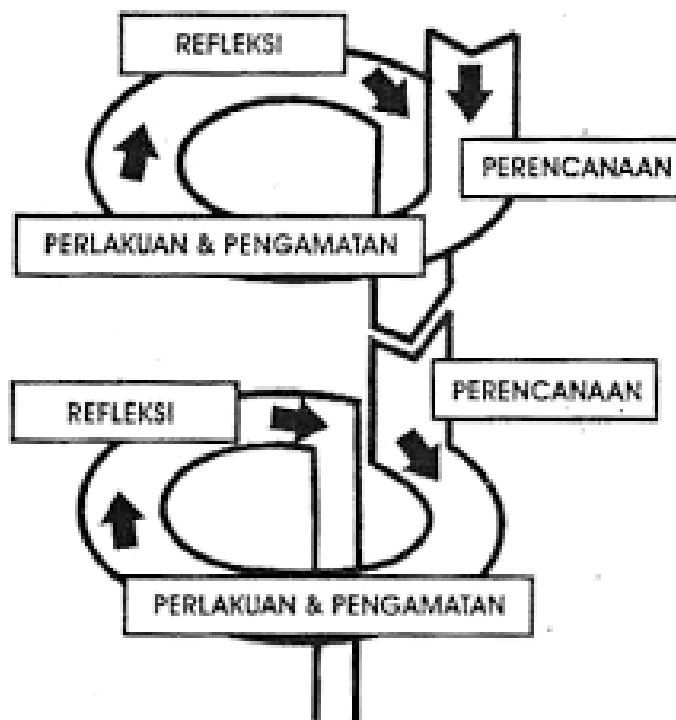 REFLEKSI
PERENCANAAN
PERLAKUAN & PENGAMATAN
PERENCANAAN
REFLEKSI
PERLAKUAN & PENGAMATAN